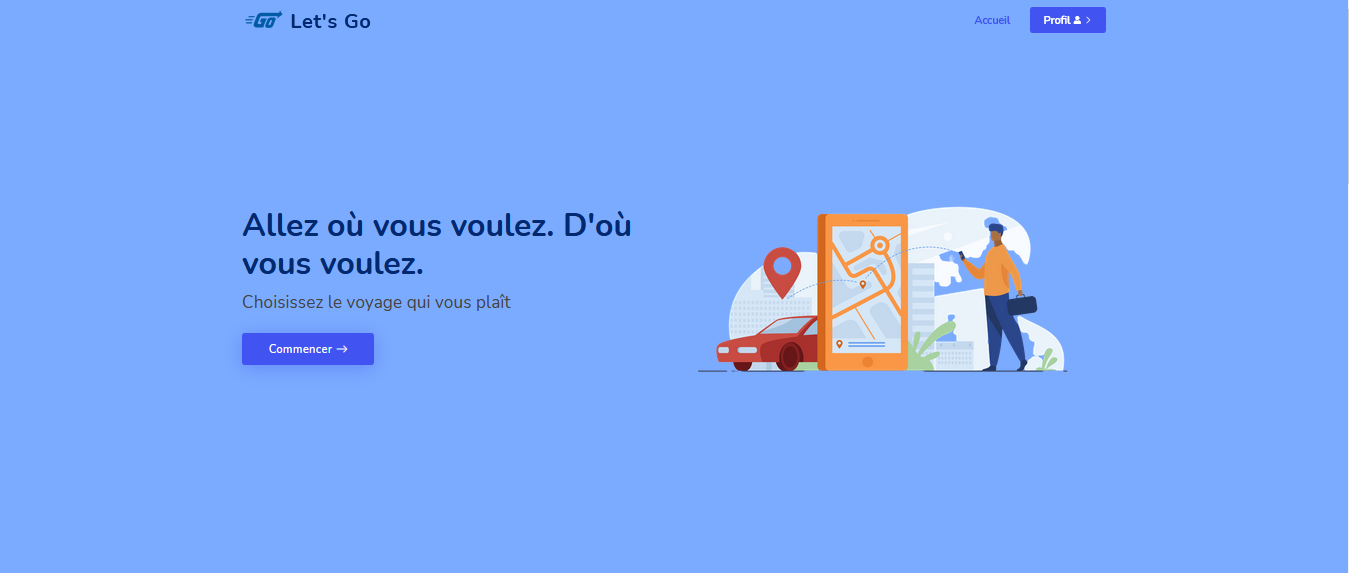 Go Let's Go
Accueil
Profil
Allez où vous voulez. D'où
vous voulez.
Choisissez le voyage qui vous plaît
Commencer →